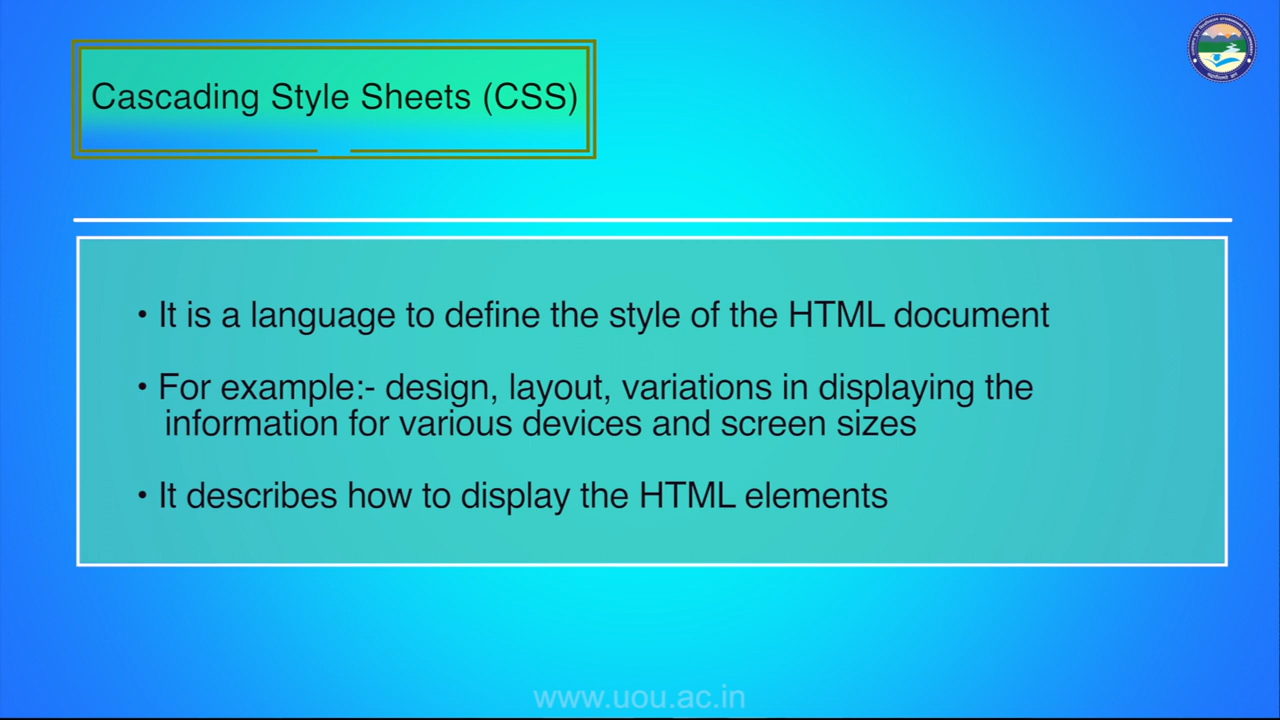 Cascading Style Sheets (CSS)
• It is a language to define the style of the HTML document
• For example:- design, layout, variations in displaying the
information for various devices and screen sizes
• It describes how to display the HTML elements
www.uou.ac.in